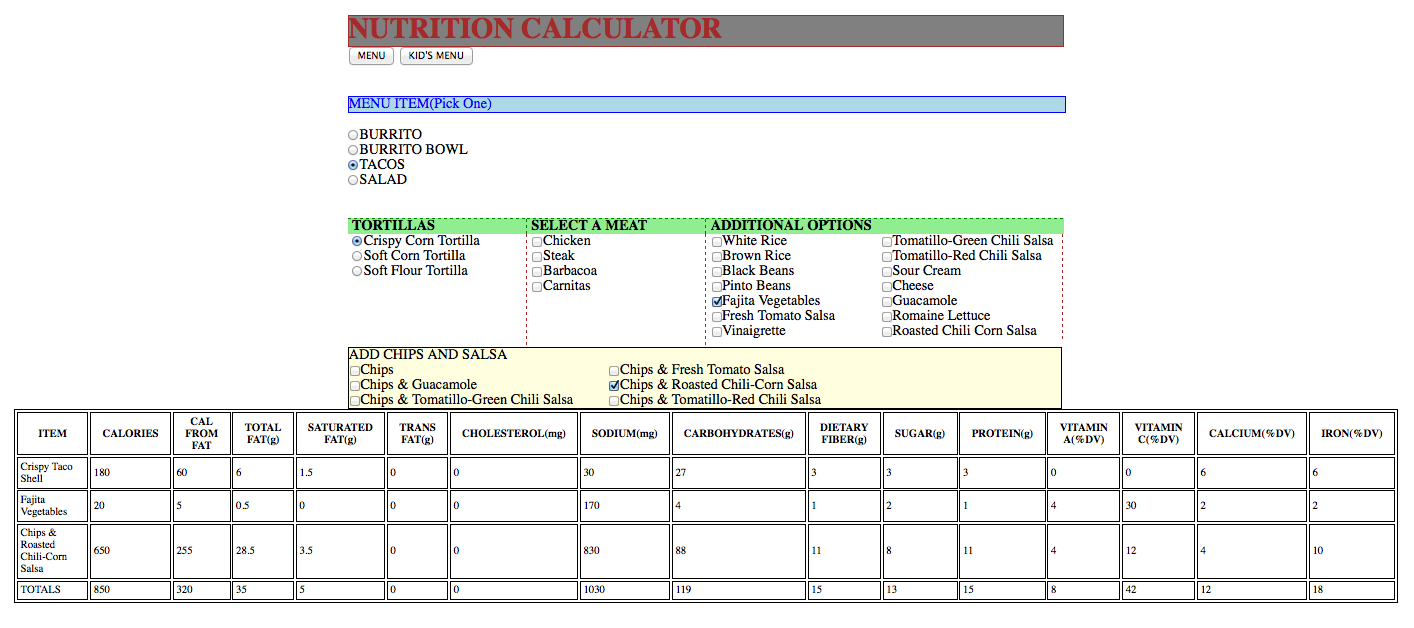 NUTRITION CALCULATOR
MENU KID'S MENU
MENU ITEM(Pick One)
BURRITO
BURRITO BOWL
TACOS
SALAD
TORTILLAS SELECT A MEAT ADDITIONAL OPTIONS
Crispy Corn Tortilla Chicken White Rice Tomatillo-Green Chili Salsa
Soft Corn Tortilla Steak Brown Rice Tomatillo-Red Chili Salsa
Soft Flour Tortilla Barbacoa Black Beans Sour Cream
Carnitas Pinto Beans Cheese
Fajita Vegetables Guacamole
Fresh Tomato Salsa Romaine Lettuce
Vinaigrette Roasted Chili Corn Salsa
ADD CHIPS AND SALSA
Chips Chips & Fresh Tomato Salsa
Chips & Guacamole Chips & Roasted Chili-Corn Salsa
Chips & Tomatillo-Green Chili Salsa Chips & Tomatillo-Red Chili Salsa
ITEM CALORIES CAL FROM FAT TOTAL FAT(g) SATURATED FAT(g) TRANS FAT(g) CHOLESTEROL(mg) SODIUM(mg) CARBOHYDRATES(g) DIETARY FIBER(g) SUGAR(g) PROTEIN(g) VITAMIN A(%DV) VITAMIN C(%DV) CALCIUM(%DV) IRON(%DV)
Crispy Taco Shell 180 60 6 1.5 0 0 30 27 3 3 3 0 0 6 6
Fajita Vegetables 20 5 0.5 0 0 0 170 4 1 2 1 4 30 2 2
Chips & Roasted Chili-Corn Salsa 650 255 28.5 3.5 0 0 830 88 11 8 11 4 12 4 10
TOTALS 850 320 35 5 0 0 1030 119 15 13 15 8 42 12 18